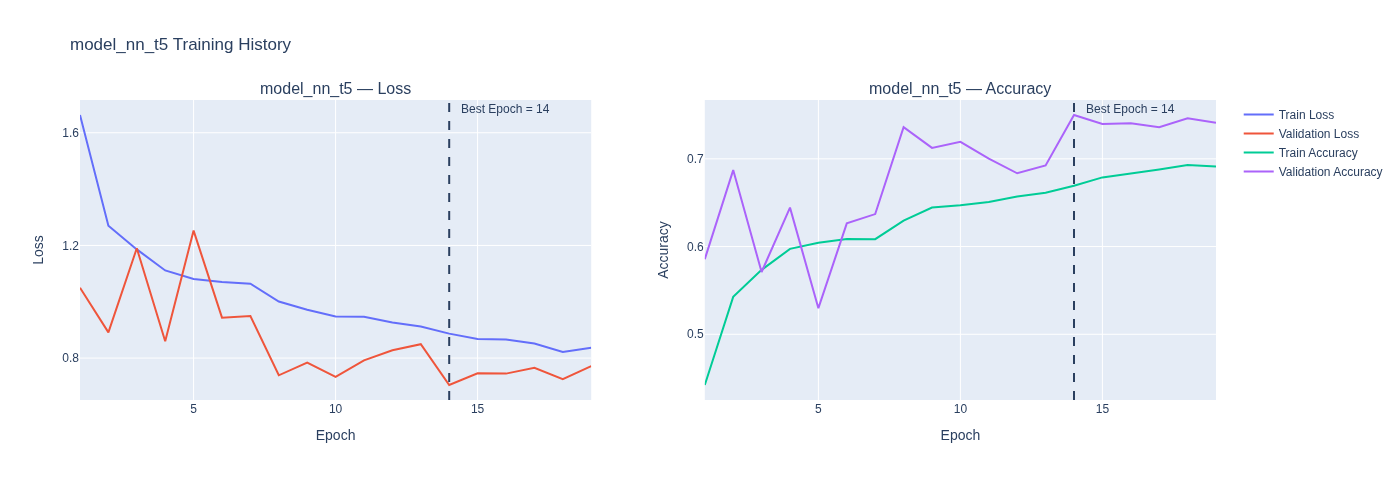 model_nn_t5 Training History
model_nn_t5 — Loss
Best Epoch = 14
1.6
1.2
0.8
Loss
5
10
15
Epoch
model_nn_t5 — Accuracy
Best Epoch = 14
0.7
0.6
0.5
Accuracy
5
10
15
Epoch
Train Loss
Validation Loss
Train Accuracy
Validation Accuracy